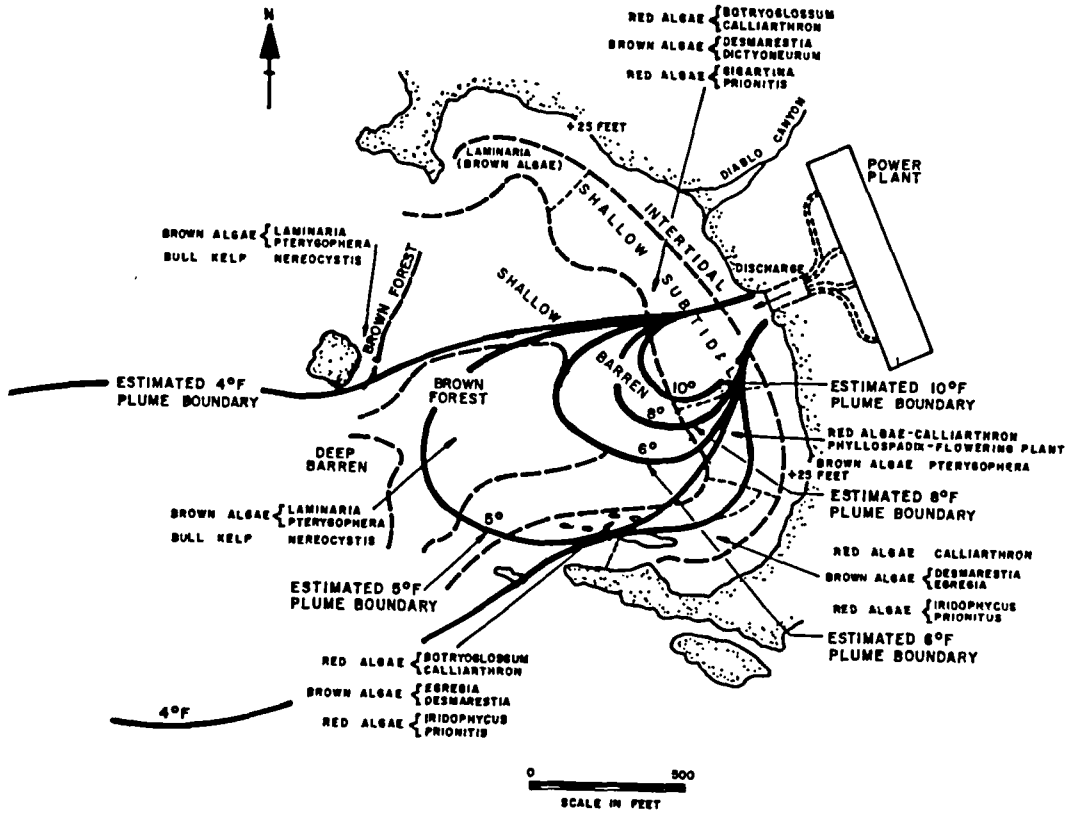 N
RED ALGAE { BOTRYOGLOSSUM
CALLIARTHRON
BROWN ALGAE { DESMARESTIA
DICTYONEURUM
RED ALGAE { GIGARTINA
PRIONITIS
+25 FEET
DIABLO CANYON
POWER
PLANT
LAMINARIA
(BROWN ALGAE)
SHALLOW SUBTIDAL
INTERTIDAL
DISCHARGE
BROWN ALGAE { LAMINARIA
PTERYGOPHERA
BULL KELP NEREOCYSTIS
BROWN FOREST
SHALLOW
BARREN
ESTIMATED 4°F
PLUME BOUNDARY
BROWN
FOREST
10°
8°
6°
5°
ESTIMATED 10°F
PLUME BOUNDARY
RED ALGAE-CALLIARTHRON
PHYLLOSPADIX-FLOWERING PLANT
BROWN ALGAE PTERYGOPHERA
+25 FEET
ESTIMATED 8°F
PLUME BOUNDARY
DEEP
BARREN
BROWN ALGAE { LAMINARIA
PTERYGOPHERA
BULL KELP NEREOCYSTIS
ESTIMATED 5°F
PLUME BOUNDARY
RED ALGAE CALLIARTHRON
BROWN ALGAE { DESMARESTIA
EGREGIA
RED ALGAE { IRIDOPHYCUS
PRIONITUS
ESTIMATED 6°F
PLUME BOUNDARY
RED ALGAE { BOTRYOGLOSSUM
CALLIARTHRON
BROWN ALGAE { EGREGIA
DESMARESTIA
RED ALGAE { IRIDOPHYCUS
PRIONITIS
4°F
0 500
SCALE IN FEET